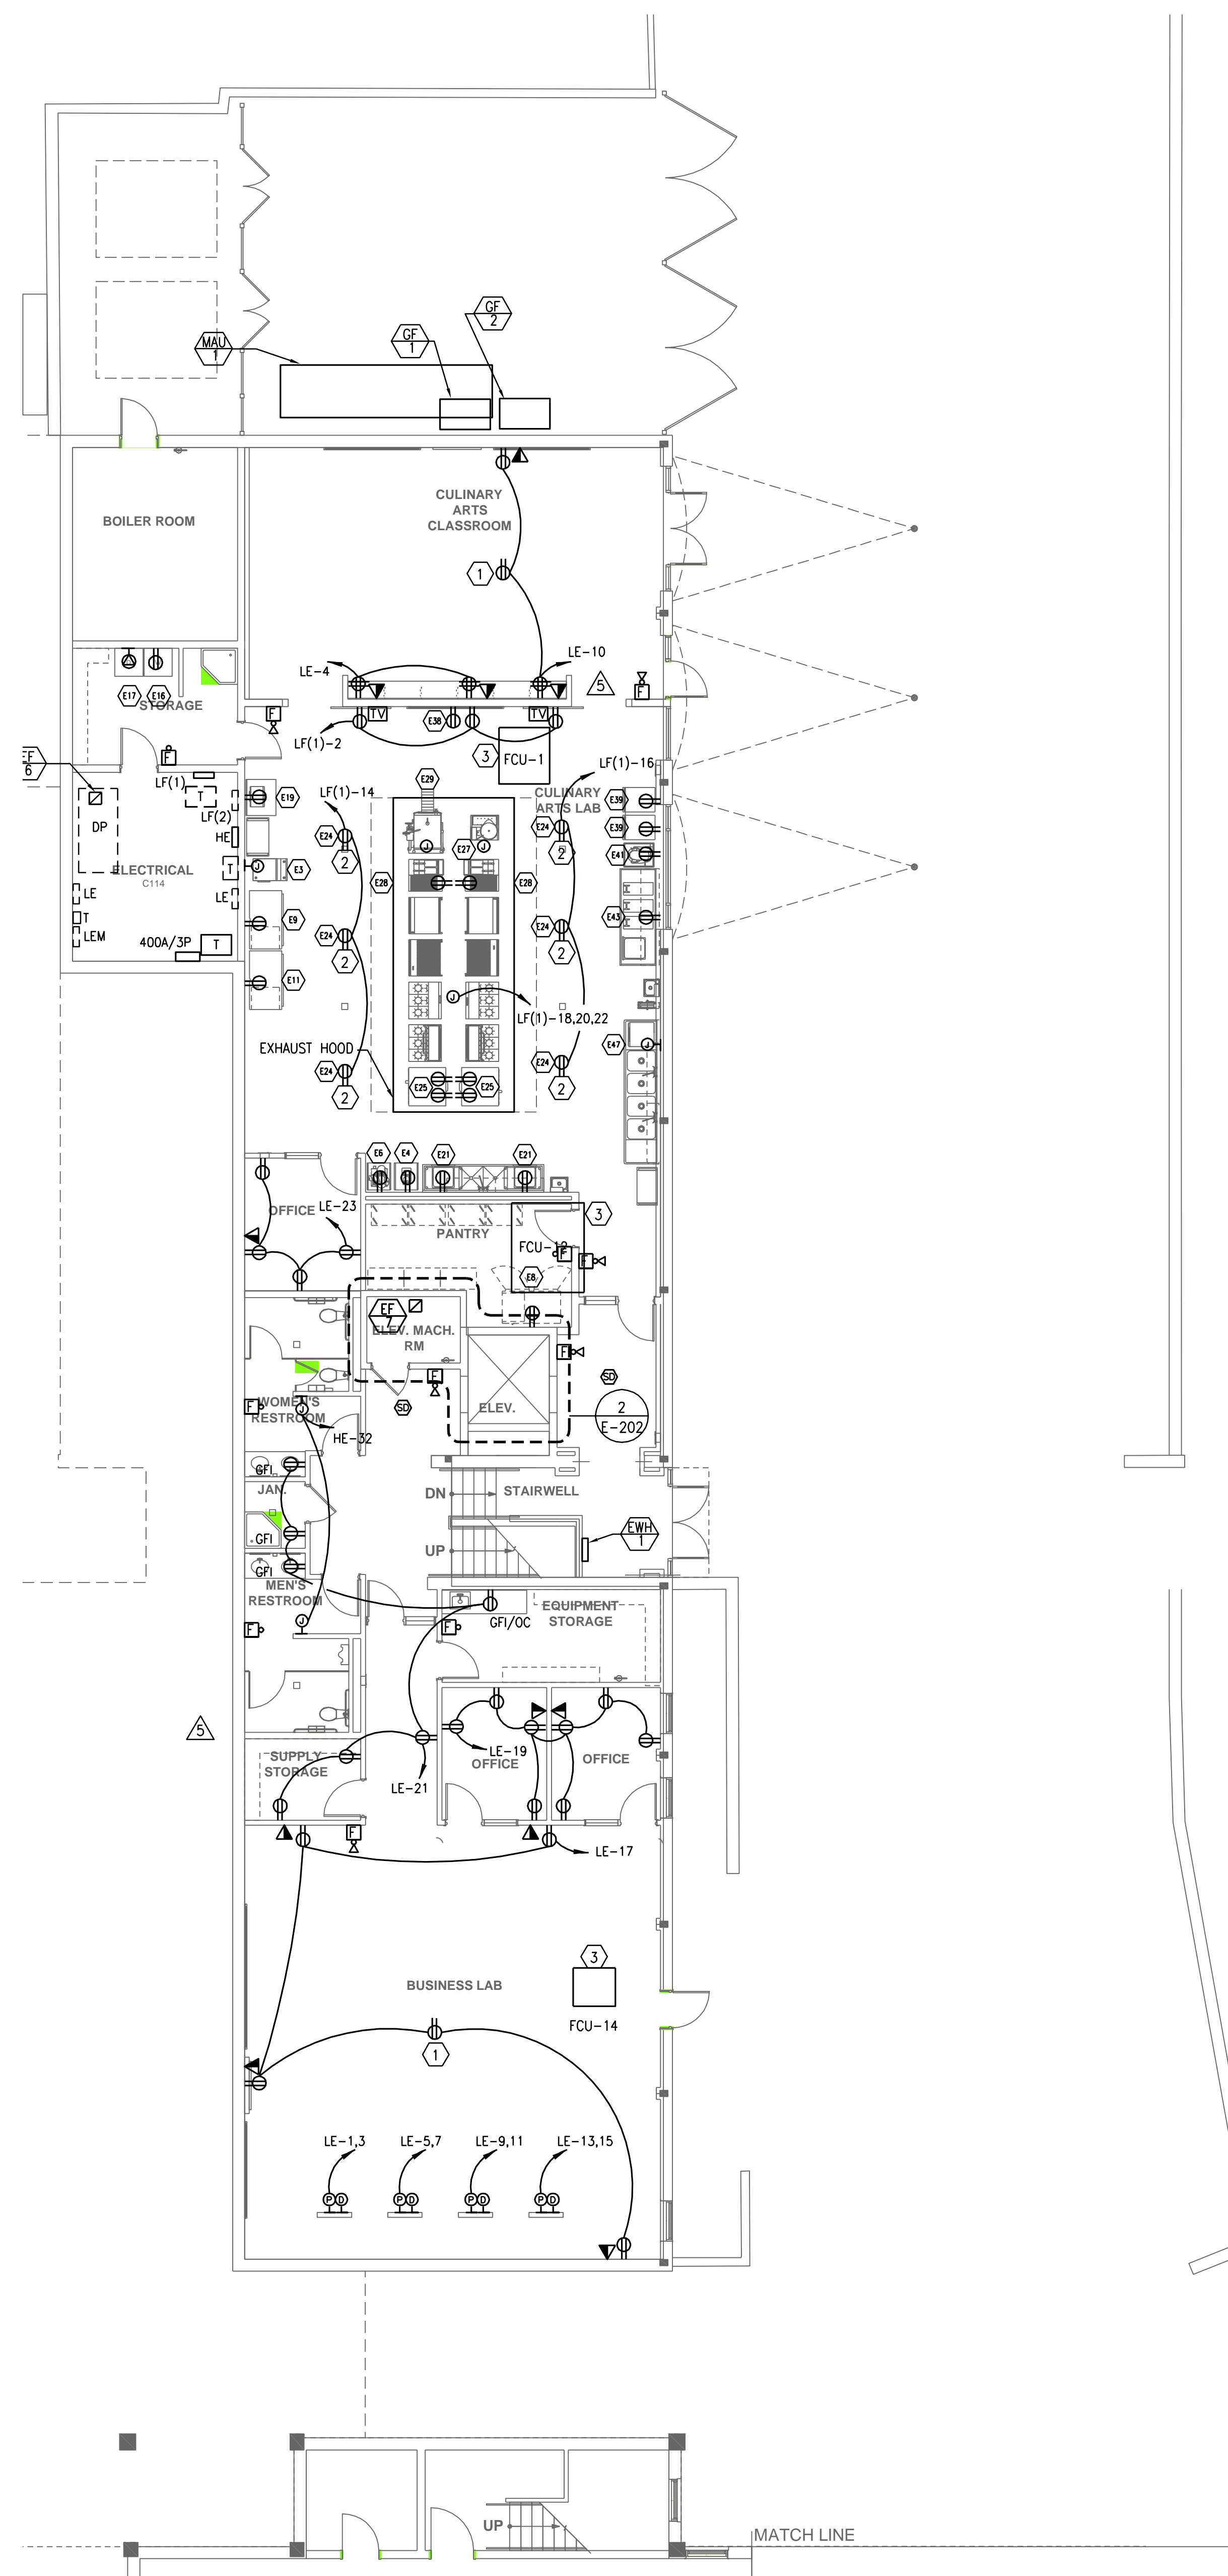 GF
2
GF
1
MAU
1
CULINARY
ARTS
CLASSROOM
BOILER ROOM
1
LE-10
LE-4
5
E17
E16
STORAGE
F
F
TV
E38
TV
LF(1)-2
3
FCU-1
F
EF
6
LF(1)
T
LF(2)
DP
HE
ELECTRICAL
C114
T
LE
T
LEM
LE
400A/3P
T
E19
E3
J
E9
E11
LF(1)-14
E29
LF(1)-16
CULINARY
ARTS LAB
E24
2
E24
2
E24
2
J
E27
J
E28
E28
E24
2
E24
2
E24
2
E39
E39
E41
E43
J
LF(1)-18,20,22
EXHAUST HOOD
E25
E25
E47
J
E6
E4
E21
E21
OFFICE
LE-23
PANTRY
3
FCU-12
F
F
E8
EF
7
ELEV. MACH.
RM
F
F
SD
SD
ELEV.
2
E-202
F
WOMEN'S
RESTROOM
J
HE-32
GFI
JAN.
DN
STAIRWELL
GFI
EWH
1
UP
GFI
MEN'S
RESTROOM
J
F
EQUIPMENT
STORAGE
GFI/OC
F
5
SUPPLY
STORAGE
LE-19
OFFICE
OFFICE
LE-21
F
LE-17
3
BUSINESS LAB
FCU-14
1
LE-1,3
LE-5,7
LE-9,11
LE-13,15
P D
P D
P D
P D
UP
MATCH LINE